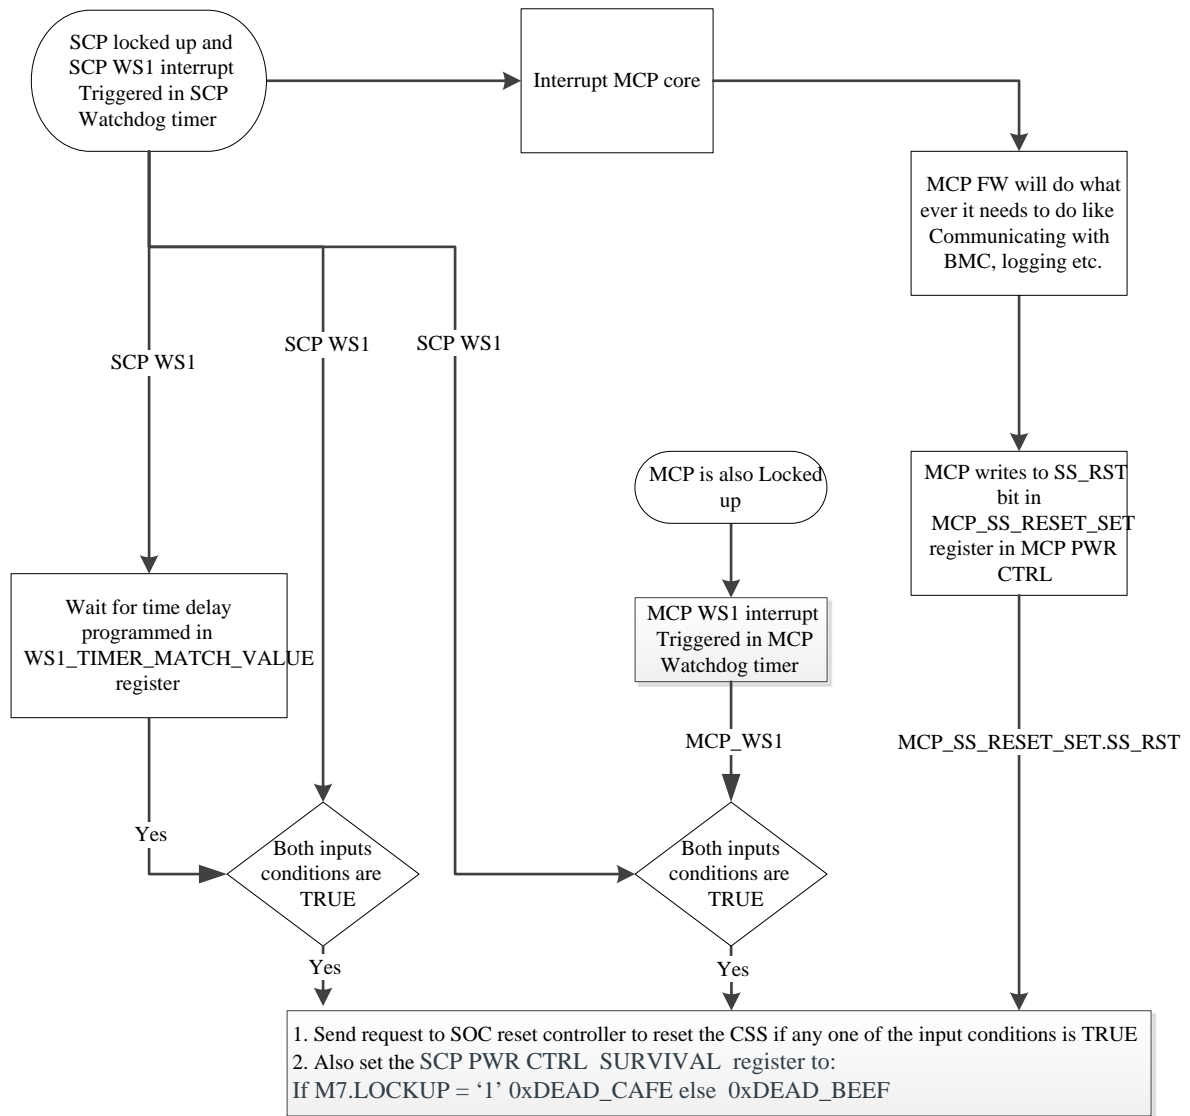 SCP locked up and
SCP WS1 interrupt
Triggered in SCP
Watchdog timer
Interrupt MCP core
MCP FW will do what
ever it needs to do like
Communicating with
BMC, logging etc.
SCP WS1
SCP WS1
SCP WS1
MCP is also Locked
up
MCP writes to SS_RST
bit in
MCP_SS_RESET_SET
register in MCP PWR
CTRL
Wait for time delay
programmed in
WS1_TIMER_MATCH_VALUE
register
MCP WS1 interrupt
Triggered in MCP
Watchdog timer
MCP_WS1
MCP_SS_RESET_SET.SS_RST
Yes
Both inputs
conditions are
TRUE
Both inputs
conditions are
TRUE
Yes
Yes
1. Send request to SOC reset controller to reset the CSS if any one of the input conditions is TRUE
2. Also set the SCP PWR CTRL SURVIVAL register to:
If M7.LOCKUP = ‘1’ 0xDEAD_CAFE else 0xDEAD_BEEF